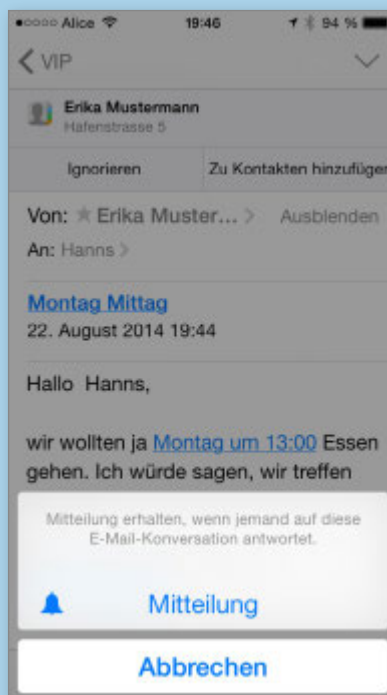 Alice 19:46 94 %
VIP
Erika Mustermann
Hafenstrasse 5
Ignorieren Zu Kontakten hinzufügen
Von: ★ Erika Muster... > Ausblenden
An: Hanns >
Montag Mittag
22. August 2014 19:44
Hallo Hanns,
wir wollten ja Montag um 13:00 Essen
gehen. Ich würde sagen, wir treffen
Mitteilung erhalten, wenn jemand auf diese
E-Mail-Konversation antwortet.
Mitteilung
Abbrechen